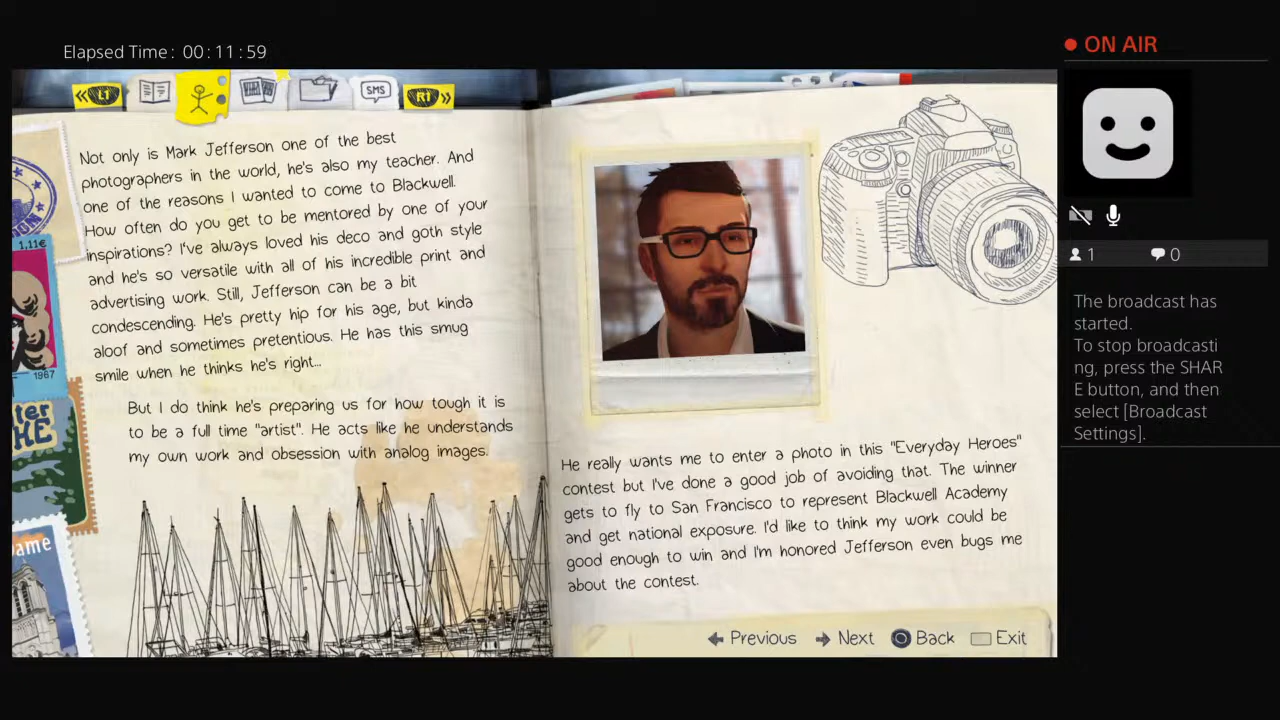 Elapsed Time: 00:11:59
ON AIR
L1
SMS
R1
1
0
The broadcast has
started.
To stop broadcasti
ng, press the SHAR
E button, and then
select [Broadcast
Settings].
1,11€
1967
ame
Not only is Mark Jefferson one of the best
photographers in the world, he's also my teacher. And
one of the reasons I wanted to come to Blackwell.
How often do you get to be mentored by one of your
inspirations? I've always loved his deco and goth style
and he's so versatile with all of his incredible print and
advertising work. Still, Jefferson can be a bit
condescending. He's pretty hip for his age, but kinda
aloof and sometimes pretentious. He has this smug
smile when he thinks he's right...
But I do think he's preparing us for how tough it is
to be a full time "artist". He acts like he understands
my own work and obsession with analog images.
He really wants me to enter a photo in this "Everyday Heroes"
contest but I've done a good job of avoiding that. The winner
gets to fly to San Francisco to represent Blackwell Academy
and get national exposure. I'd like to think my work could be
good enough to win and I'm honored Jefferson even bugs me
about the contest.
Previous Next Back Exit